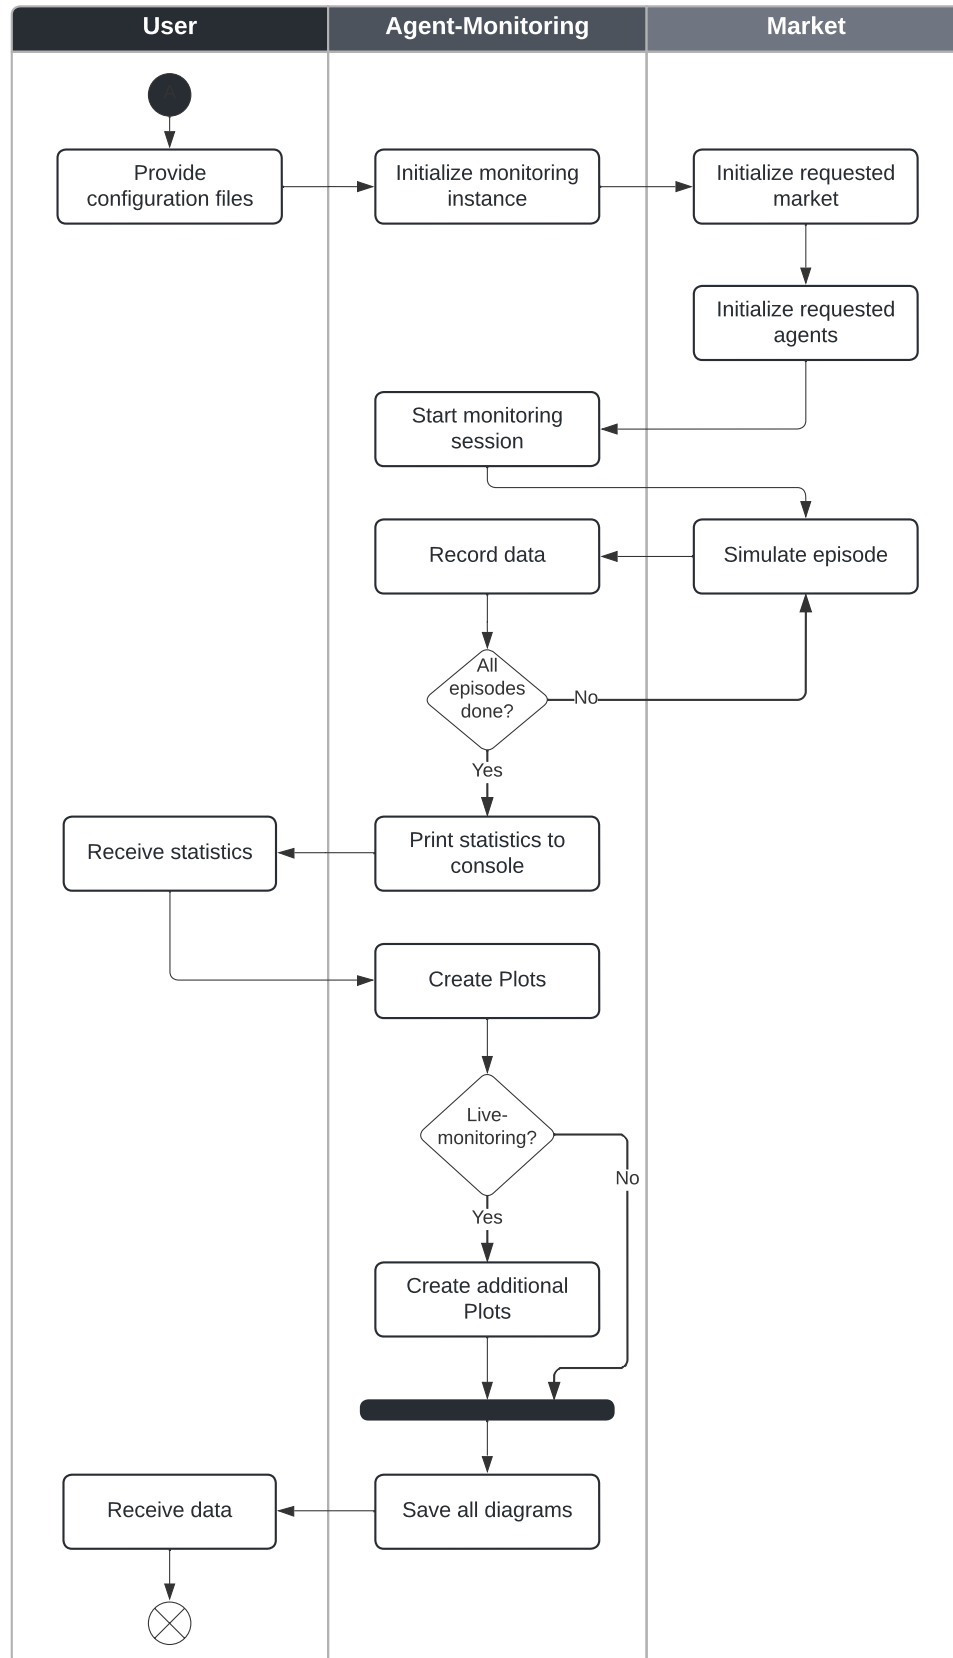 User
Agent-Monitoring
Market
A
Provide
configuration files
Initialize monitoring
instance
Initialize requested
market
Initialize requested
agents
Start monitoring
session
Record data
Simulate episode
All
episodes
done?
No
Yes
Receive statistics
Print statistics to
console
Create Plots
Live-
monitoring?
No
Yes
Create additional
Plots
Receive data
Save all diagrams